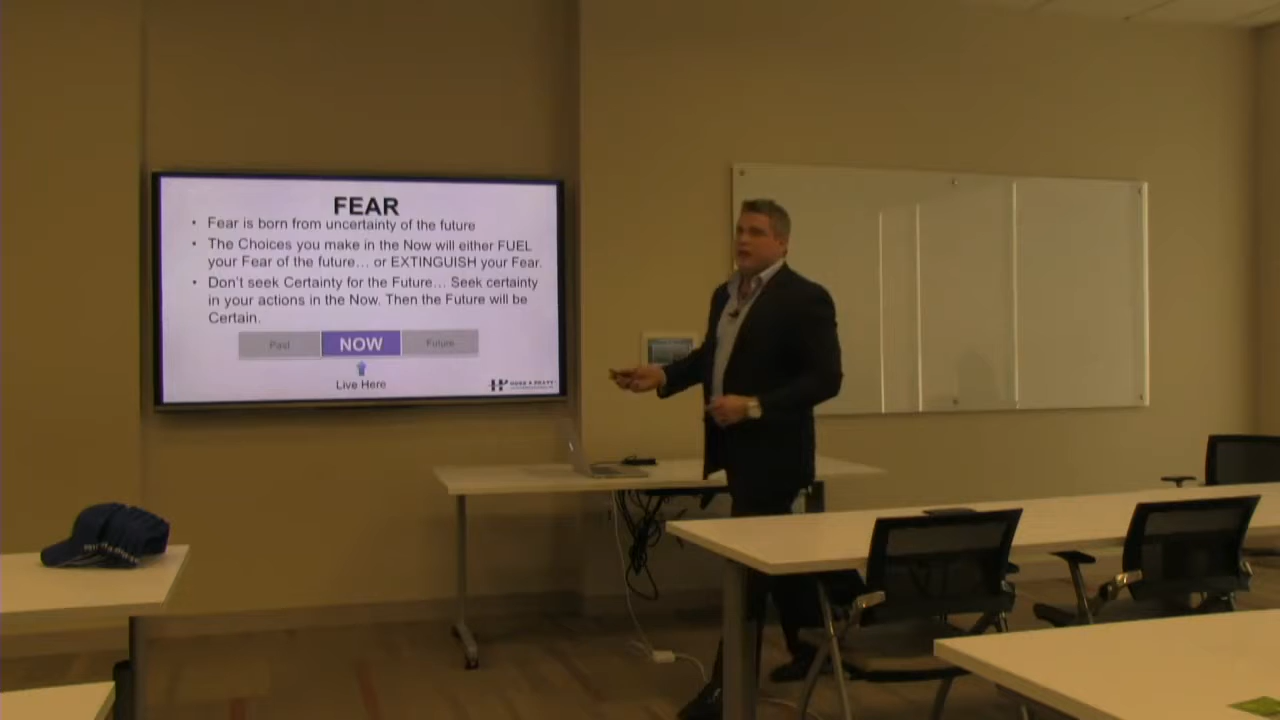 FEAR
• Fear is born from uncertainty of the future
• The Choices you make in the Now will either FUEL
your Fear of the future... or EXTINGUISH your Fear.
• Don't seek Certainty for the Future... Seek certainty
in your actions in the Now. Then the Future will be
Certain.
Past NOW Future
Live Here